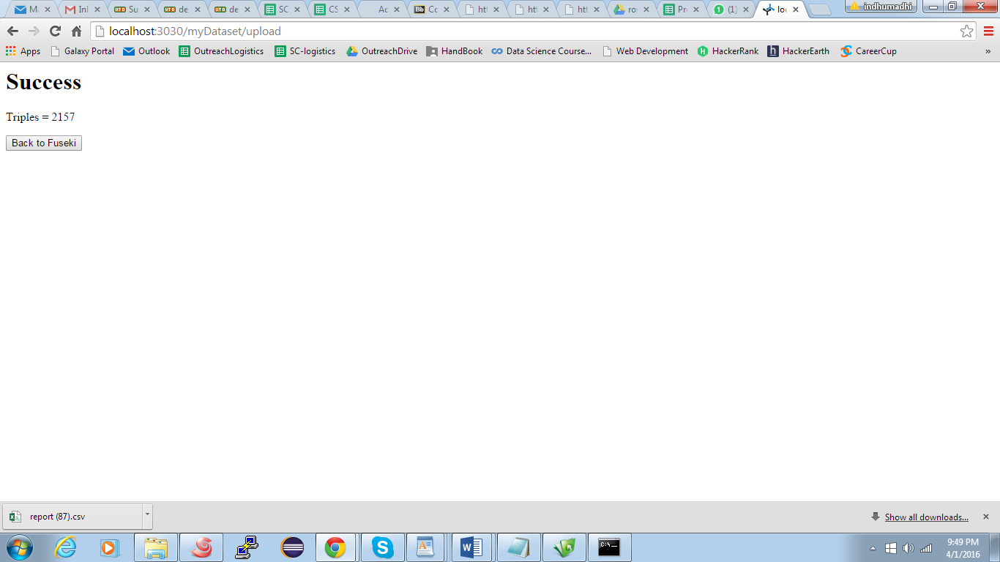 M Inl Su de de SC CS Ac Co htt htt htt ro Pr (1) loc indhumadhi
localhost:3030/myDataset/upload
Apps Galaxy Portal Outlook OutreachLogistics SC-logistics OutreachDrive HandBook Data Science Course... Web Development HackerRank HackerEarth CareerCup »
Success
Triples = 2157
Back to Fuseki
report (87).csv Show all downloads...
9:49 PM
4/1/2016